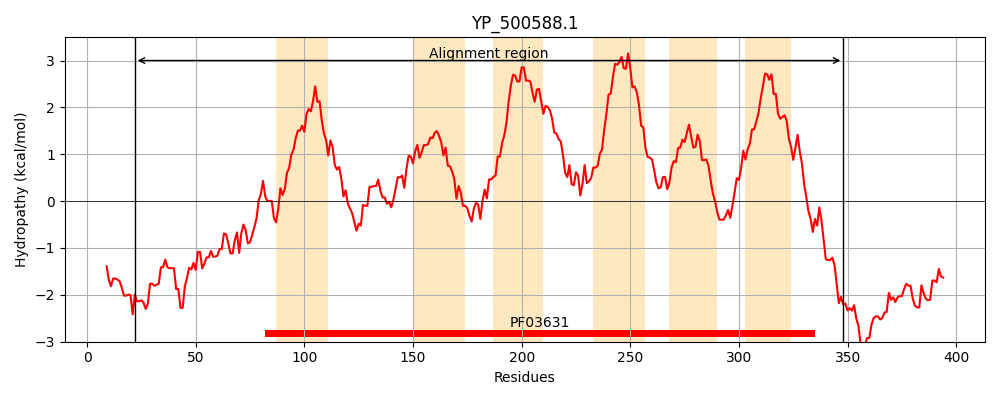 YP_500588.1
Alignment region
3
2
1
0
−1
−2
−3
Hydropathy (kcal/mol)
PF03631
0 50 100 150 200 250 300 350 400
Residues